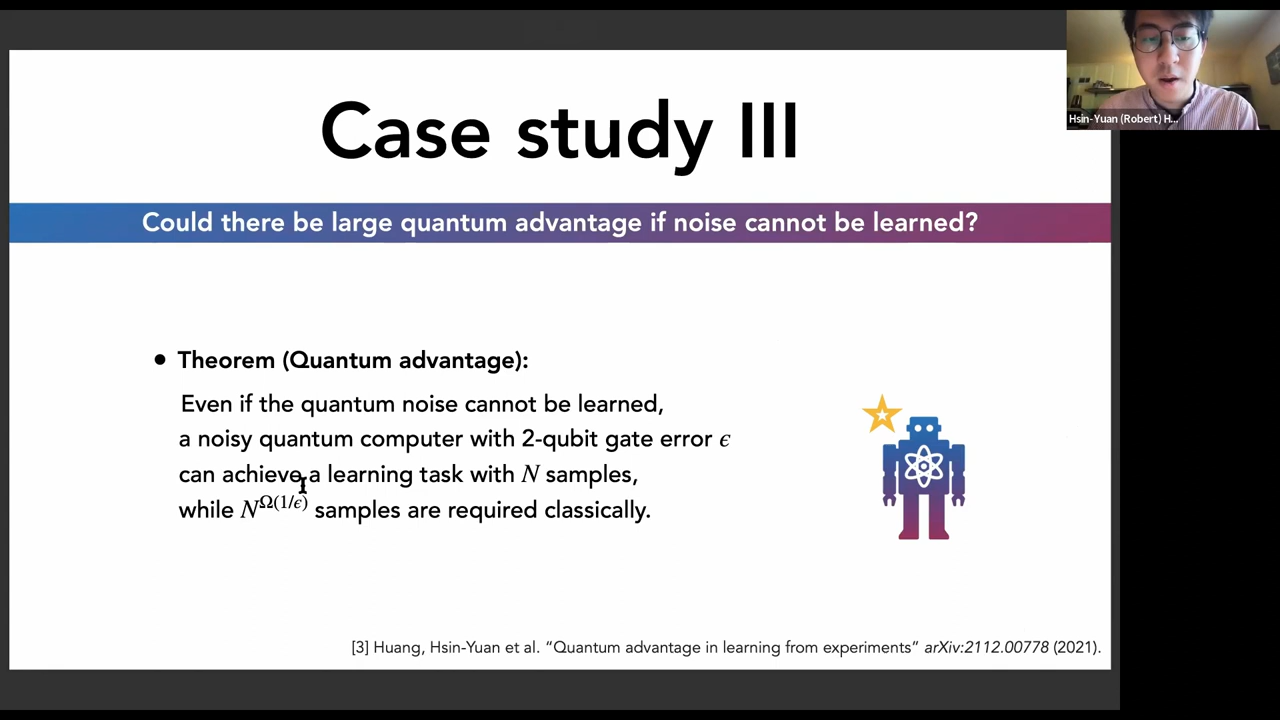 Hsin-Yuan (Robert) H...
Case study III
Could there be large quantum advantage if noise cannot be learned?
• Theorem (Quantum advantage):
Even if the quantum noise cannot be learned,
a noisy quantum computer with 2-qubit gate error ϵ
can achieve a learning task with N samples,
while N^Ω(1/ϵ) samples are required classically.
[3] Huang, Hsin-Yuan et al. “Quantum advantage in learning from experiments” arXiv:2112.00778 (2021).